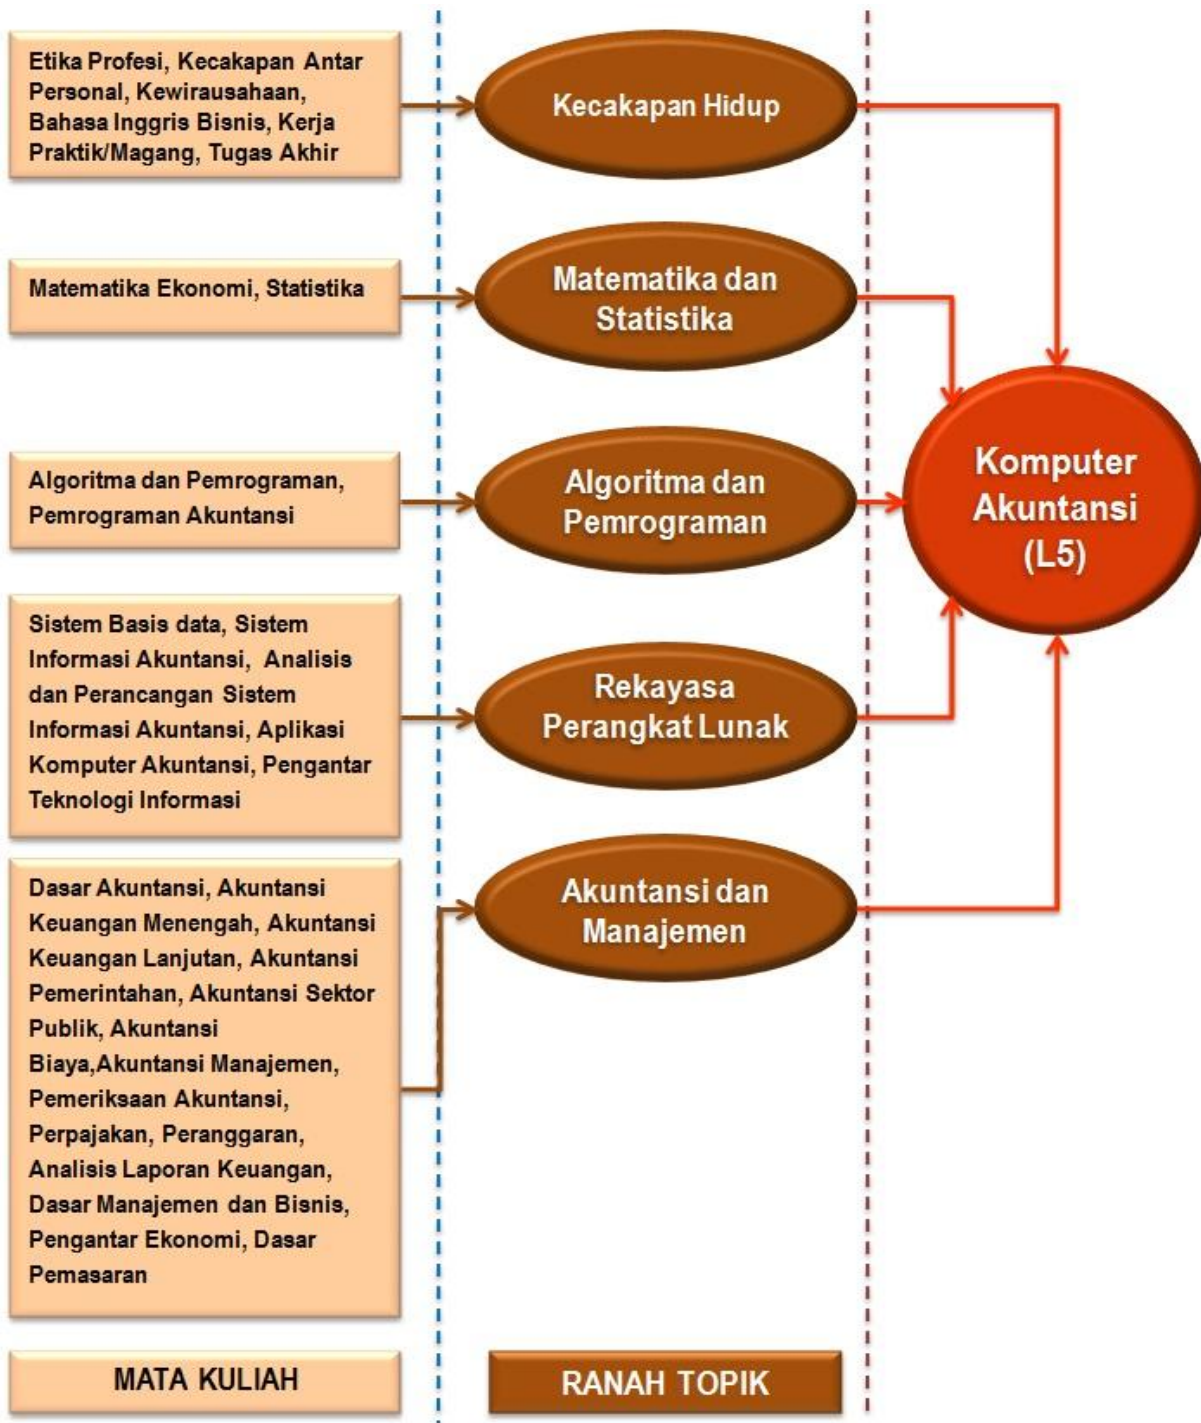 Etika Profesi, Kecakapan Antar
Personal, Kewirausahaan,
Bahasa Inggris Bisnis, Kerja
Praktik/Magang, Tugas Akhir
Kecakapan Hidup
Matematika Ekonomi, Statistika
Matematika dan
Statistika
Algoritma dan Pemrograman,
Pemrograman Akuntansi
Algoritma dan
Pemrograman
Komputer
Akuntansi
(L5)
Sistem Basis data, Sistem
Informasi Akuntansi, Analisis
dan Perancangan Sistem
Informasi Akuntansi, Aplikasi
Komputer Akuntansi, Pengantar
Teknologi Informasi
Rekayasa
Perangkat Lunak
Dasar Akuntansi, Akuntansi
Keuangan Menengah, Akuntansi
Keuangan Lanjutan, Akuntansi
Pemerintahan, Akuntansi Sektor
Publik, Akuntansi
Biaya,Akuntansi Manajemen,
Pemeriksaan Akuntansi,
Perpajakan, Peranggaran,
Analisis Laporan Keuangan,
Dasar Manajemen dan Bisnis,
Pengantar Ekonomi, Dasar
Pemasaran
Akuntansi dan
Manajemen
MATA KULIAH
RANAH TOPIK